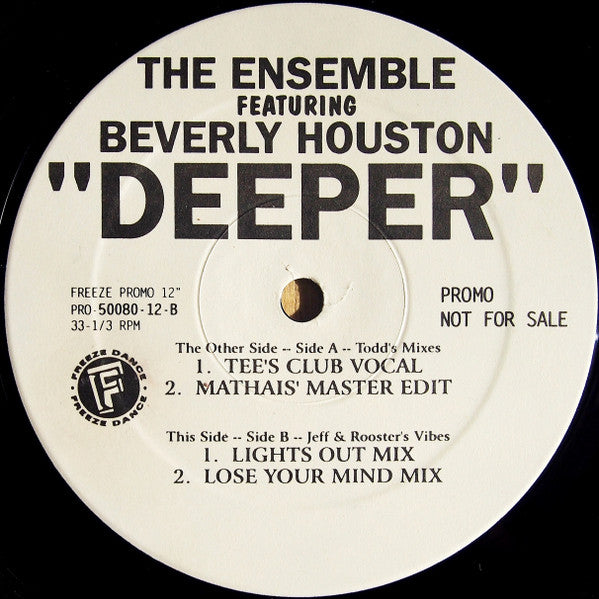 THE ENSEMBLE
FEATURING
BEVERLY HOUSTON
"DEEPER"
FREEZE PROMO 12"
PRO-50080-12-B
33-1/3 RPM
PROMO
NOT FOR SALE
The Other Side -- Side A -- Todd's Mixes
1. TEE'S CLUB VOCAL
2. MATHAIS' MASTER EDIT
FREEZE DANCE
F
FREEZE DANCE
This Side -- Side B -- Jeff & Rooster's Vibes
1. LIGHTS OUT MIX
2. LOSE YOUR MIND MIX